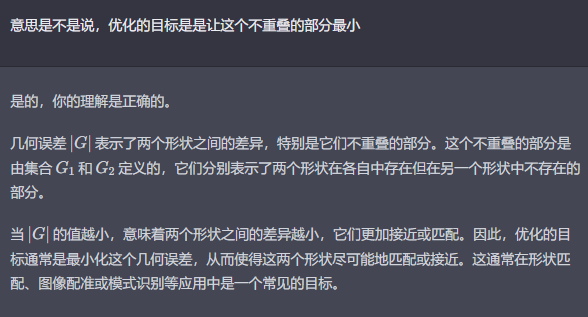 意思是不是说，优化的目标是是让这个不重叠的部分最小
是的，你的理解是正确的。
几何误差 |G| 表示了两个形状之间的差异，特别是它们不重叠的部分。这个不重叠的部分是
由集合 G₁ 和 G₂ 定义的，它们分别表示了两个形状在各自中存在但在另一个形状中不存在的
部分。
当 |G| 的值越小，意味着两个形状之间的差异越小，它们更加接近或匹配。因此，优化的目
标通常是最小化这个几何误差，从而使得这两个形状尽可能地匹配或接近。这通常在形状匹
配、图像配准或模式识别等应用中是一个常见的目标。